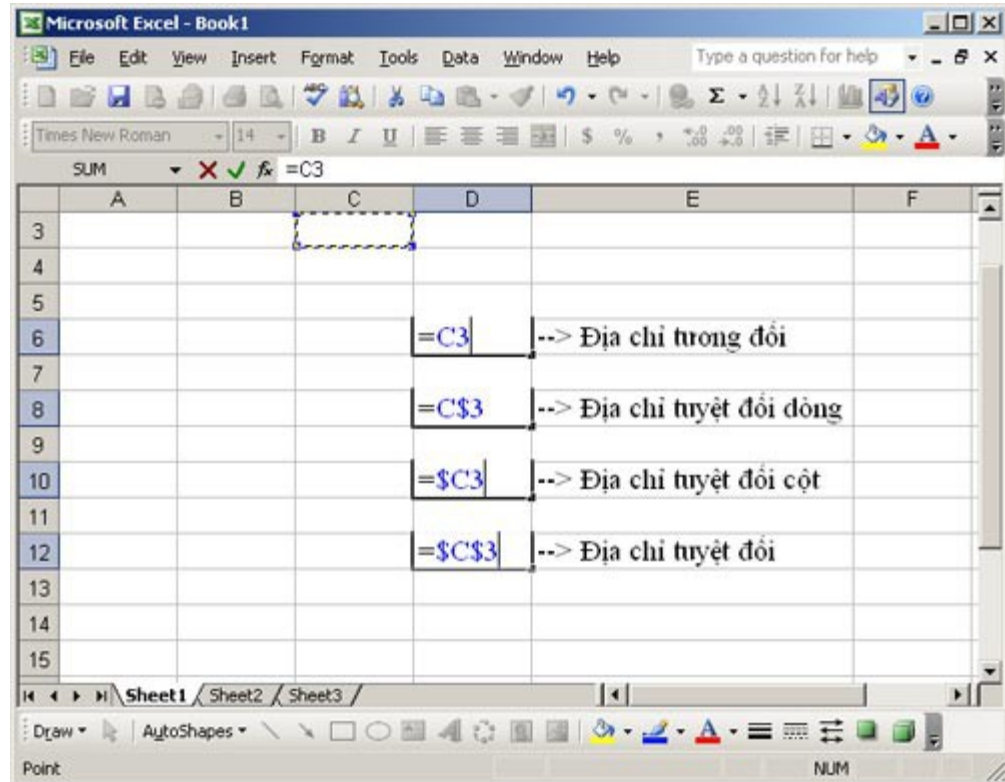 Microsoft Excel - Book1
File Edit View Insert Format Tools Data Window Help Type a question for help
Times New Roman 14 B I U $ % ,
SUM fx =C3
A B C D E F
3
4
5
6 =C3 --> Địa chỉ tương đối
7
8 =C$3 --> Địa chỉ tuyệt đối dòng
9
10 =$C3 --> Địa chỉ tuyệt đối cột
11
12 =$C$3 --> Địa chỉ tuyệt đối
13
14
15
Sheet1 Sheet2 Sheet3
Draw AutoShapes
Point NUM